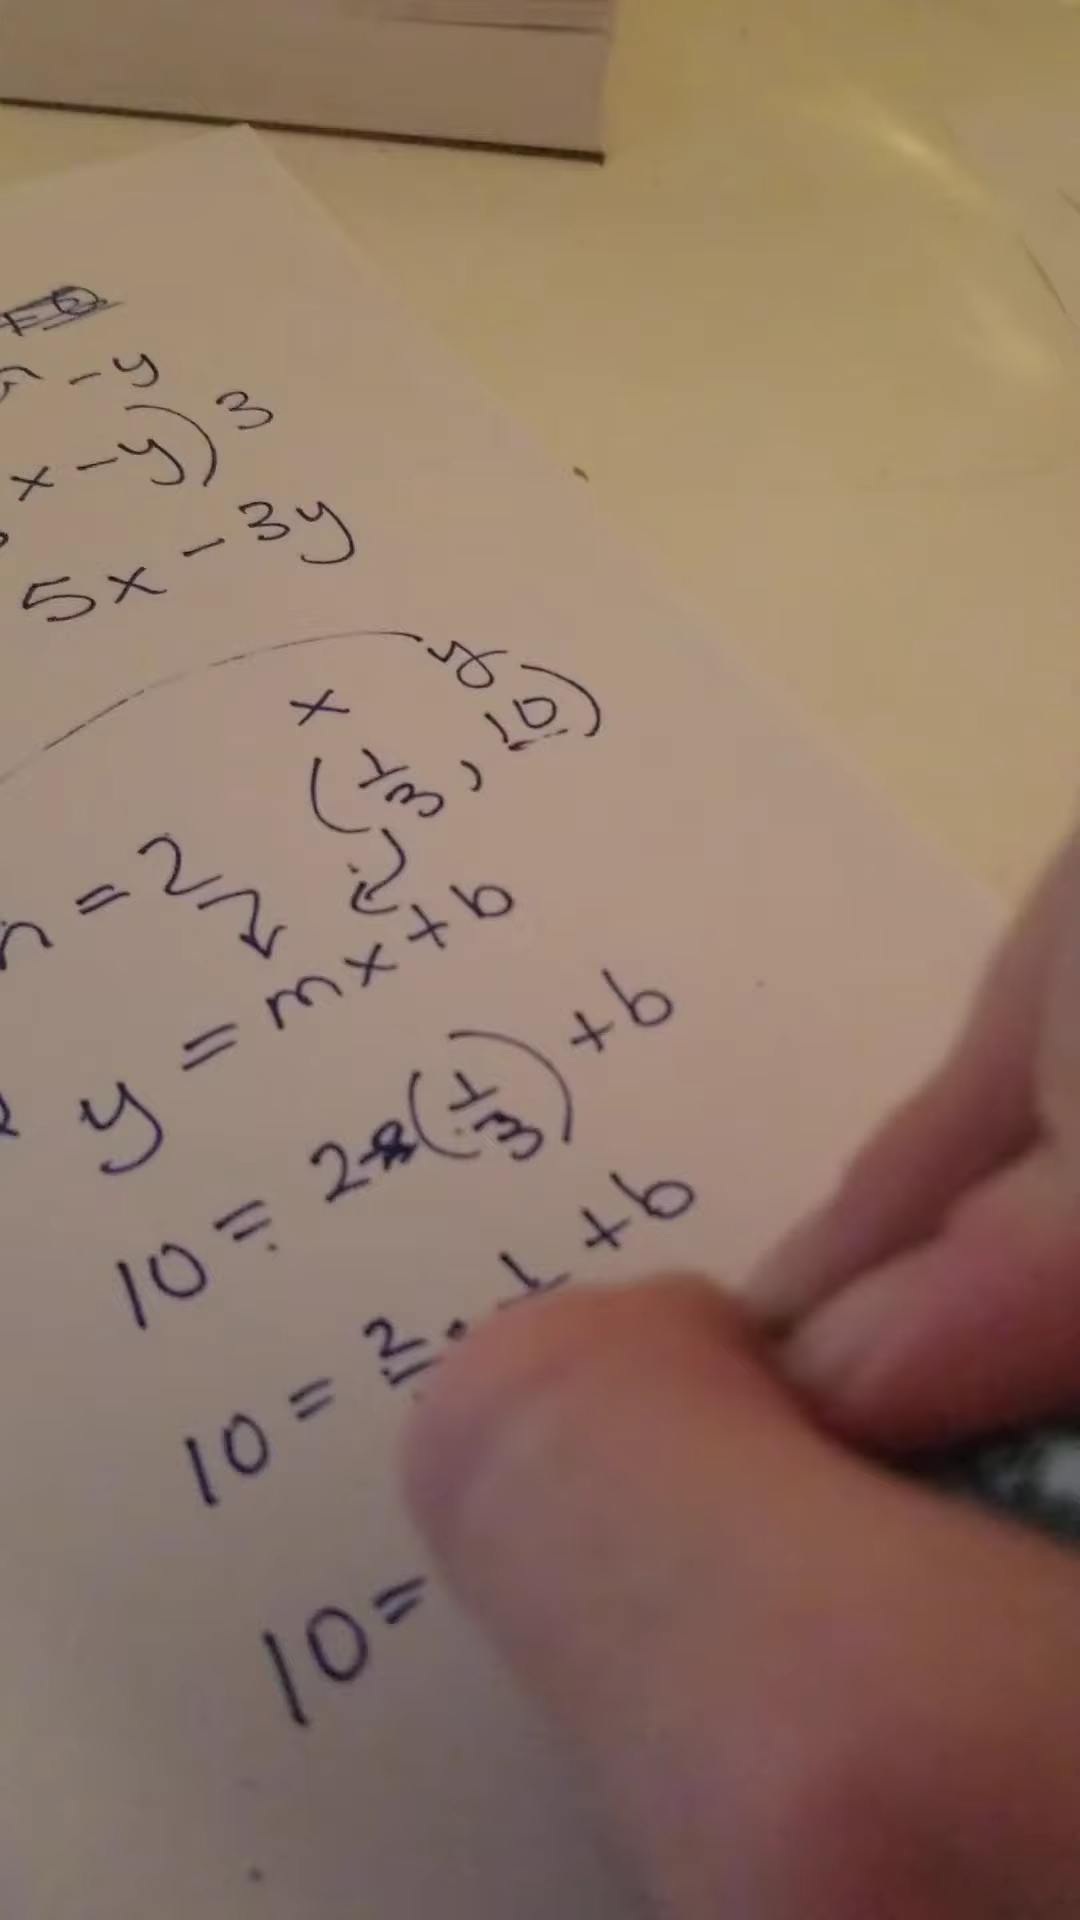 - y
x - y) 3
5x - 3y
x y
(1/3, 10)
= 2
y = mx + b
10 = 2 (1/3) + b
10 = 2 · 1 + b
10 =